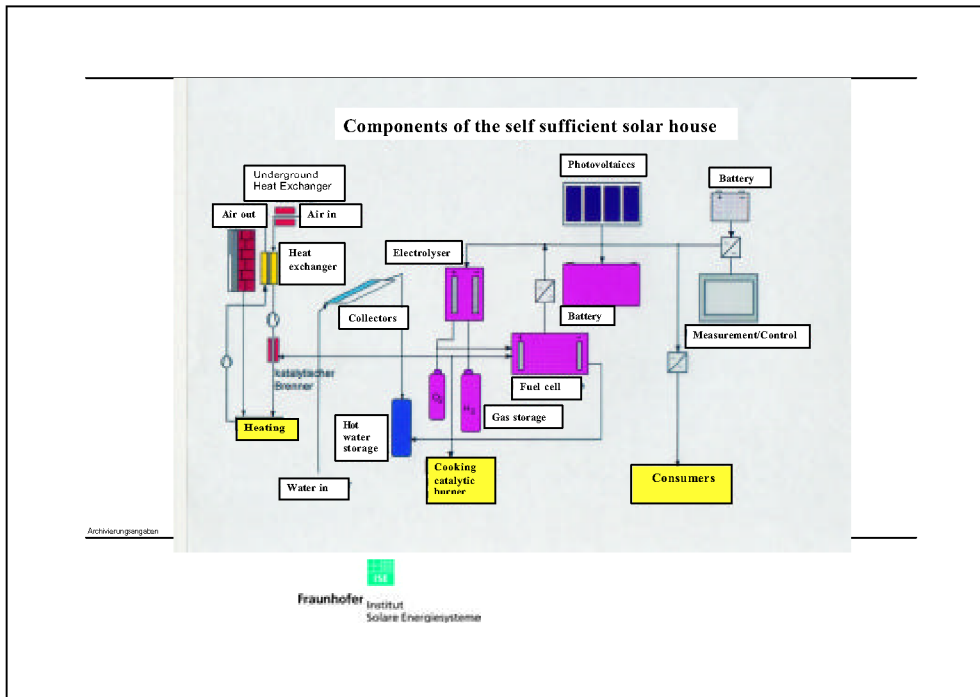 Components of the self sufficient solar house
Underground
Heat Exchanger
Photovoltaiccs
Battery
Air out
Air in
Heat
exchanger
Electrolyser
Collectors
Battery
Measurement/Control
katalytischer
Brenner
Fuel cell
O2
H2
Gas storage
Heating
Hot
water
storage
Water in
Cooking
catalytic
burner
Consumers
Archivierungsangaben
ISE
Fraunhofer
Institut
Solare Energiesysteme